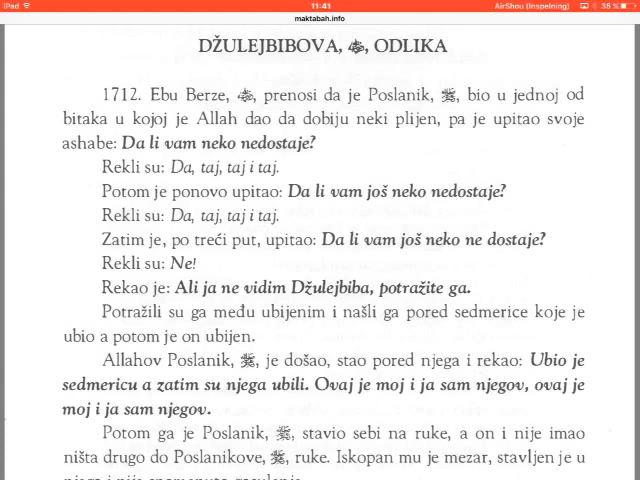 iPad 11:41 AirShou (Inspelning) 35 %
maktabah.info
DŽULEJBIBOVA, ﷺ, ODLIKA
1712. Ebu Berze, , prenosi da je Poslanik, ﷺ, bio u jednoj od
bitaka u kojoj je Allah dao da dobiju neki plijen, pa je upitao svoje
ashabe: Da li vam neko nedostaje?
Rekli su: Da, taj, taj i taj.
Potom je ponovo upitao: Da li vam još neko nedostaje?
Rekli su: Da, taj, taj i taj.
Zatim je, po treći put, upitao: Da li vam još neko ne dostaje?
Rekli su: Ne!
Rekao je: Ali ja ne vidim Džulejbiba, potražite ga.
Potražili su ga među ubijenim i našli ga pored sedmerice koje je
ubio a potom je on ubijen.
Allahov Poslanik, ﷺ, je došao, stao pored njega i rekao: Ubio je
sedmericu a zatim su njega ubili. Ovaj je moj i ja sam njegov, ovaj je
moj i ja sam njegov.
Potom ga je Poslanik, ﷺ, stavio sebi na ruke, a on i nije imao
ništa drugo do Poslanikove, ﷺ, ruke. Iskopan mu je mezar, stavljen je u